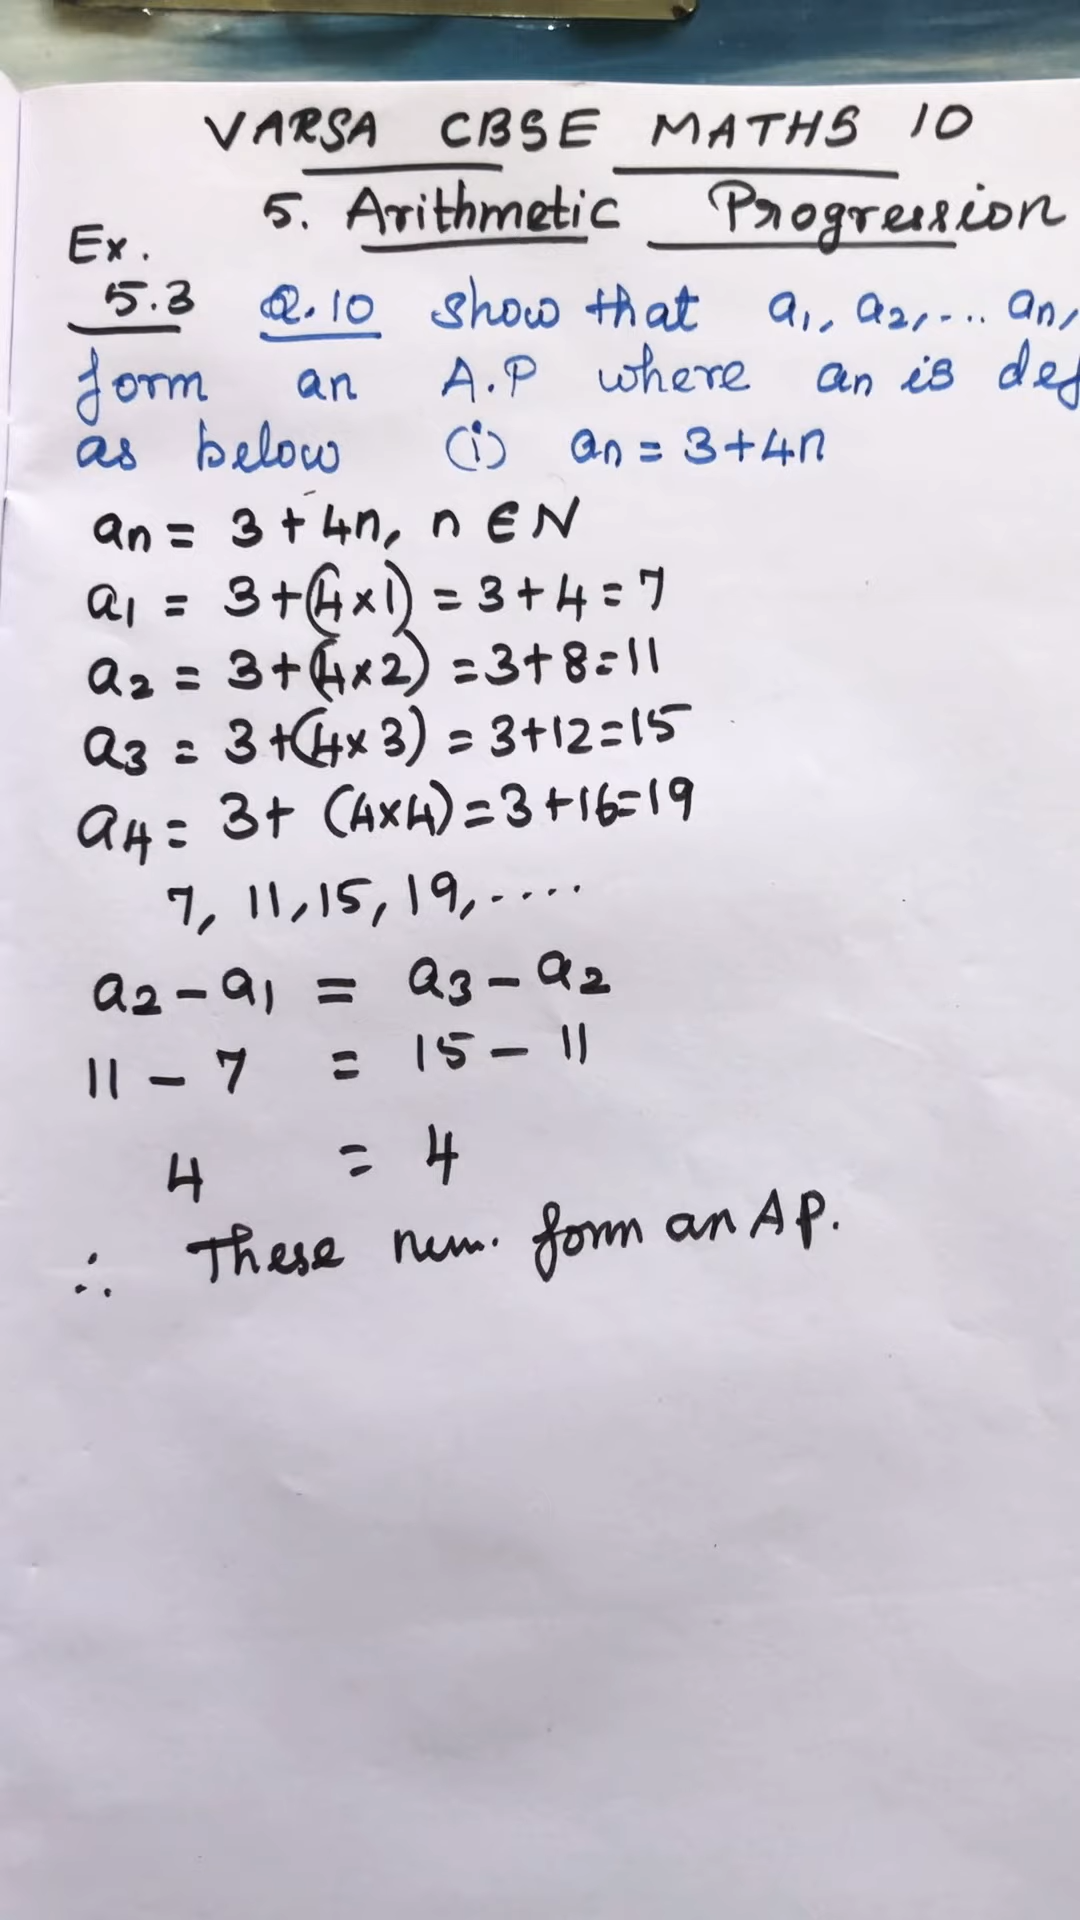 VARSA CBSE MATHS 10
5. Arithmetic Progression
Ex.
5.3 Q.10 show that a1, a2, ... an,
form an A.P where an is def
as below (i) an = 3+4n
an = 3 + 4n, n ∈ N
a1 = 3+(4×1) = 3+4=7
a2 = 3+(4×2) = 3+8=11
a3 = 3+(4×3) = 3+12=15
a4 = 3+ (4×4)=3+16=19
7, 11, 15, 19, ....
a2 - a1 = a3 - a2
11 - 7 = 15 - 11
4 = 4
∴ These num. form an AP.